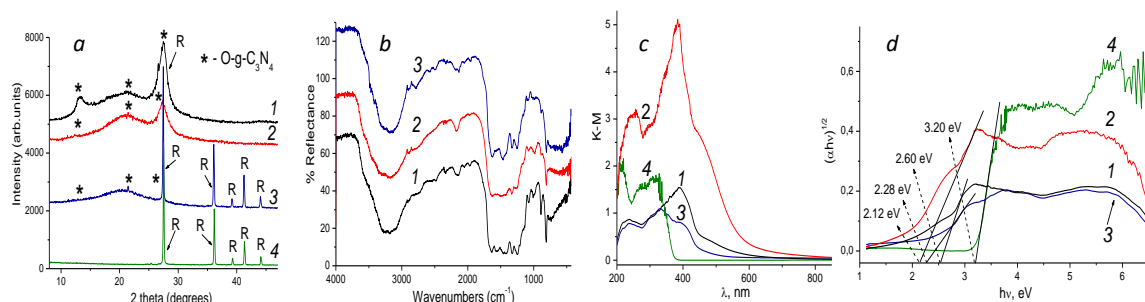 a
R
* - O-g-C3N4
1
2
R
R
R
R
R
3
R
R
R
R
R
4
Intensity (arb.units)
8000
6000
4000
2000
0
10
20
30
40
2 theta (degrees)
b
3
2
1
% Reflectance
120
100
80
60
40
20
0
4000
3000
2000
1000
Wavenumbers (cm-1)
c
2
4
1
3
K-M
5
4
3
2
1
0
200
300
400
500
600
700
800
λ, nm
d
4
2
1
3
3.20 eV
2.60 eV
2.28 eV
2.12 eV
(αhν)1/2
0,6
0,4
0,2
0,0
2
3
4
5
6
hν, eV